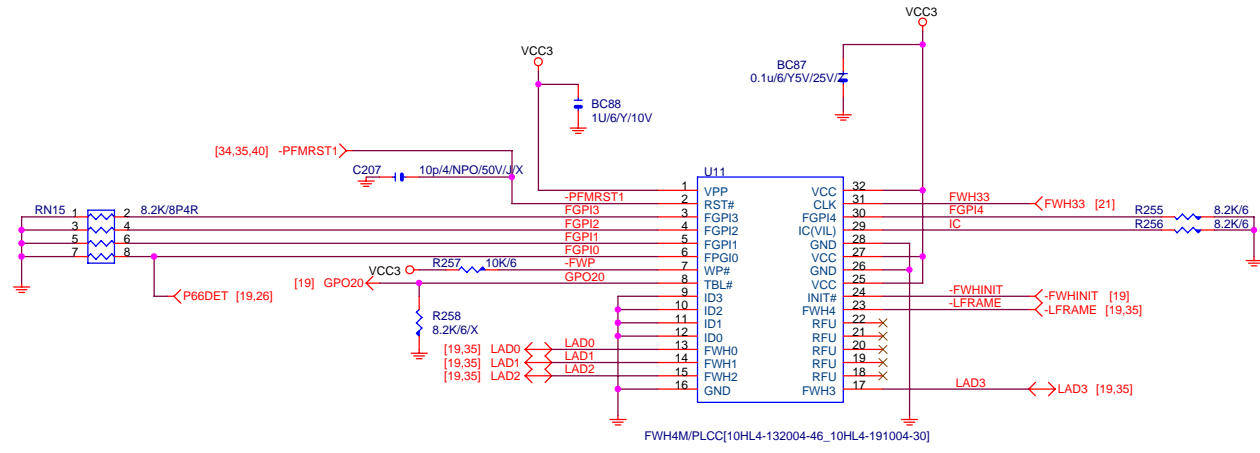 VCC3
VCC3
BC87
0.1u/6/Y5V/25V/Z
BC88
1U/6/Y/10V
[34,35,40] -PFMRST1
C207 10p/4/NPO/50V/J/X
U11
1 VPP VCC 32
-PFMRST1 2 RST# CLK 31 FWH33 FWH33 [21]
RN15 1 2 8.2K/8P4R FGPI3 3 FGPI3 FGPI4 30 FGPI4 R255 8.2K/6
3 4 FGPI2 4 FGPI2 IC(VIL) 29 IC R256 8.2K/6
5 6 FGPI1 5 FGPI1 GND 28
7 8 FGPI0 6 FPGI0 VCC 27
VCC3 R257 10K/6 -FWP 7 WP# GND 26
[19] GPO20 GPO20 8 TBL# VCC 25
P66DET [19,26] 9 ID3 INIT# 24 -FWHINIT -FWHINIT [19]
10 ID2 FWH4 23 -LFRAME -LFRAME [19,35]
R258
8.2K/6/X
11 ID1 RFU 22
12 ID0 RFU 21
[19,35] LAD0 LAD0 13 FWH0 RFU 20
[19,35] LAD1 LAD1 14 FWH1 RFU 19
[19,35] LAD2 LAD2 15 FWH2 RFU 18
16 GND FWH3 17 LAD3 LAD3 [19,35]
FWH4M/PLCC[10HL4-132004-46_10HL4-191004-30]